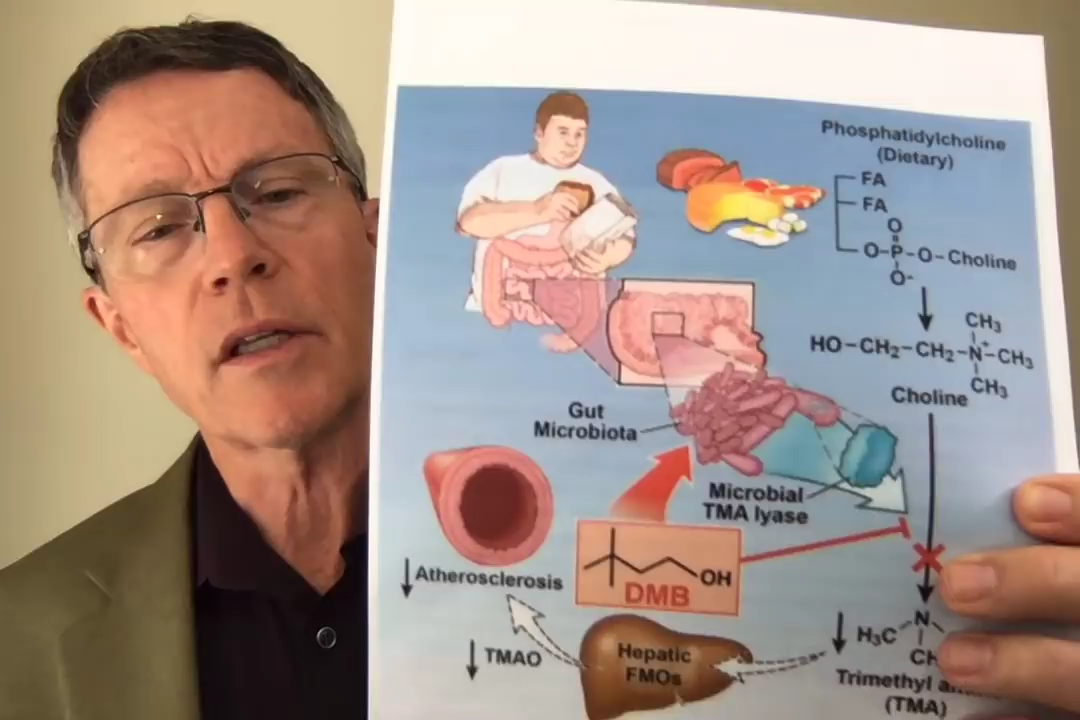 Phosphatidylcholine
(Dietary)
FA
FA
O
O-P-O-Choline
O-
CH3
HO-CH2-CH2-N+-CH3
CH3
Choline
Gut
Microbiota
Microbial
TMA lyase
OH
DMB
↓ Atherosclerosis
↓ TMAO
Hepatic
FMOs
↓ H3C N
CH
Trimethyl
(TMA)